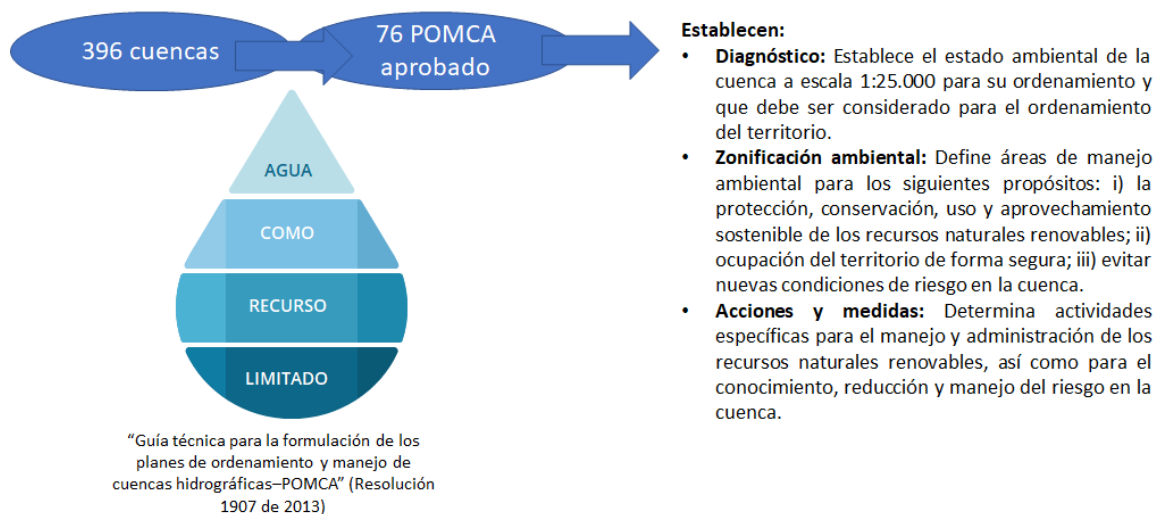 396 cuencas
76 POMCA
aprobado
AGUA
COMO
RECURSO
LIMITADO
“Guía técnica para la formulación de los
planes de ordenamiento y manejo de
cuencas hidrográficas–POMCA” (Resolución
1907 de 2013)
Establecen:
• Diagnóstico: Establece el estado ambiental de la
cuenca a escala 1:25.000 para su ordenamiento y
que debe ser considerado para el ordenamiento
del territorio.
• Zonificación ambiental: Define áreas de manejo
ambiental para los siguientes propósitos: i) la
protección, conservación, uso y aprovechamiento
sostenible de los recursos naturales renovables; ii)
ocupación del territorio de forma segura; iii) evitar
nuevas condiciones de riesgo en la cuenca.
• Acciones y medidas: Determina actividades
específicas para el manejo y administración de los
recursos naturales renovables, así como para el
conocimiento, reducción y manejo del riesgo en la
cuenca.